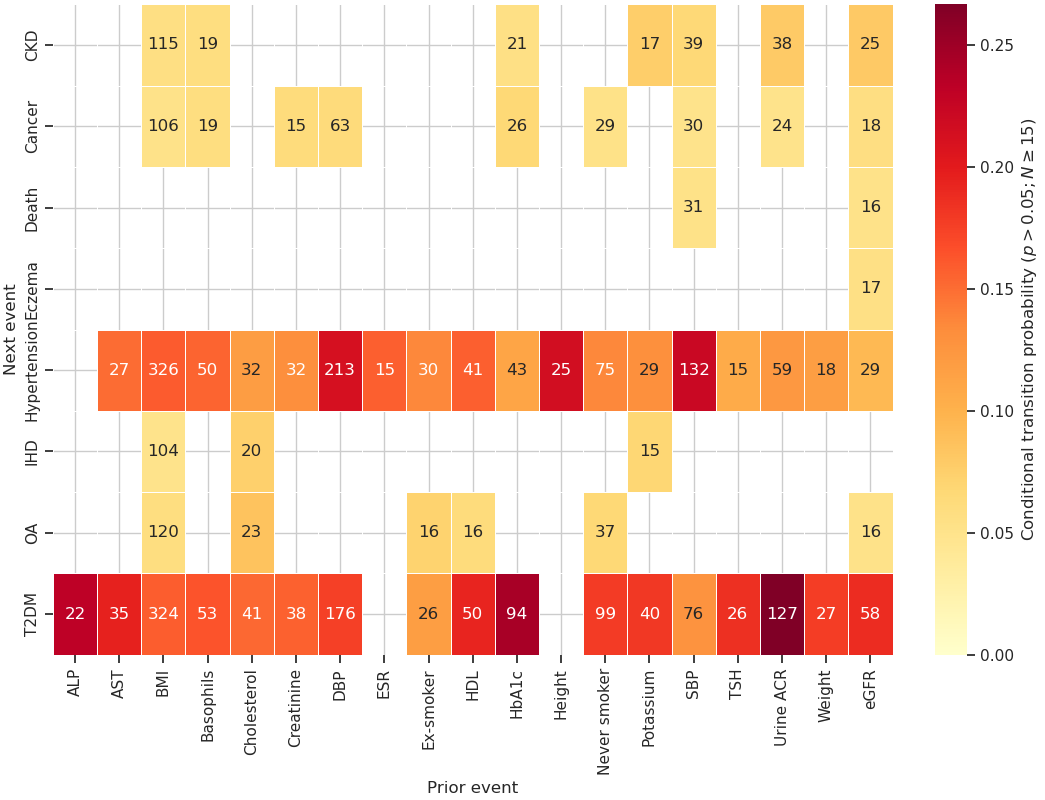 CKD 115 19 21 17 39 38 25
Cancer 106 19 15 63 26 29 30 24 18
Death 31 16
Eczema 17
Hypertension 27 326 50 32 32 213 15 30 41 43 25 75 29 132 15 59 18 29
IHD 104 20 15
OA 120 23 16 16 37 16
T2DM 22 35 324 53 41 38 176 26 50 94 99 40 76 26 127 27 58
Next event
ALP AST BMI Basophils Cholesterol Creatinine DBP ESR Ex-smoker HDL HbA1c Height Never smoker Potassium SBP TSH Urine ACR Weight eGFR
Prior event
0.25
0.20
0.15
0.10
0.05
0.00
Conditional transition probability (p > 0.05; N ≥ 15)